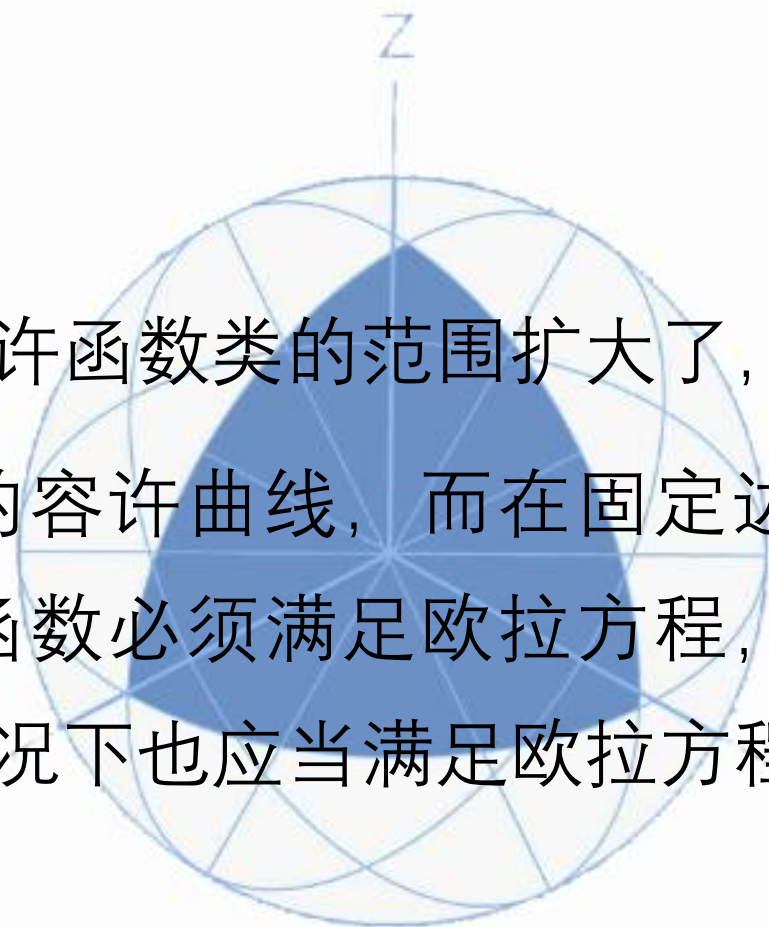 Z
许函数类的范围扩大了,
的容许曲线, 而在固定边
函数必须满足欧拉方程,
况下也应当满足欧拉方程